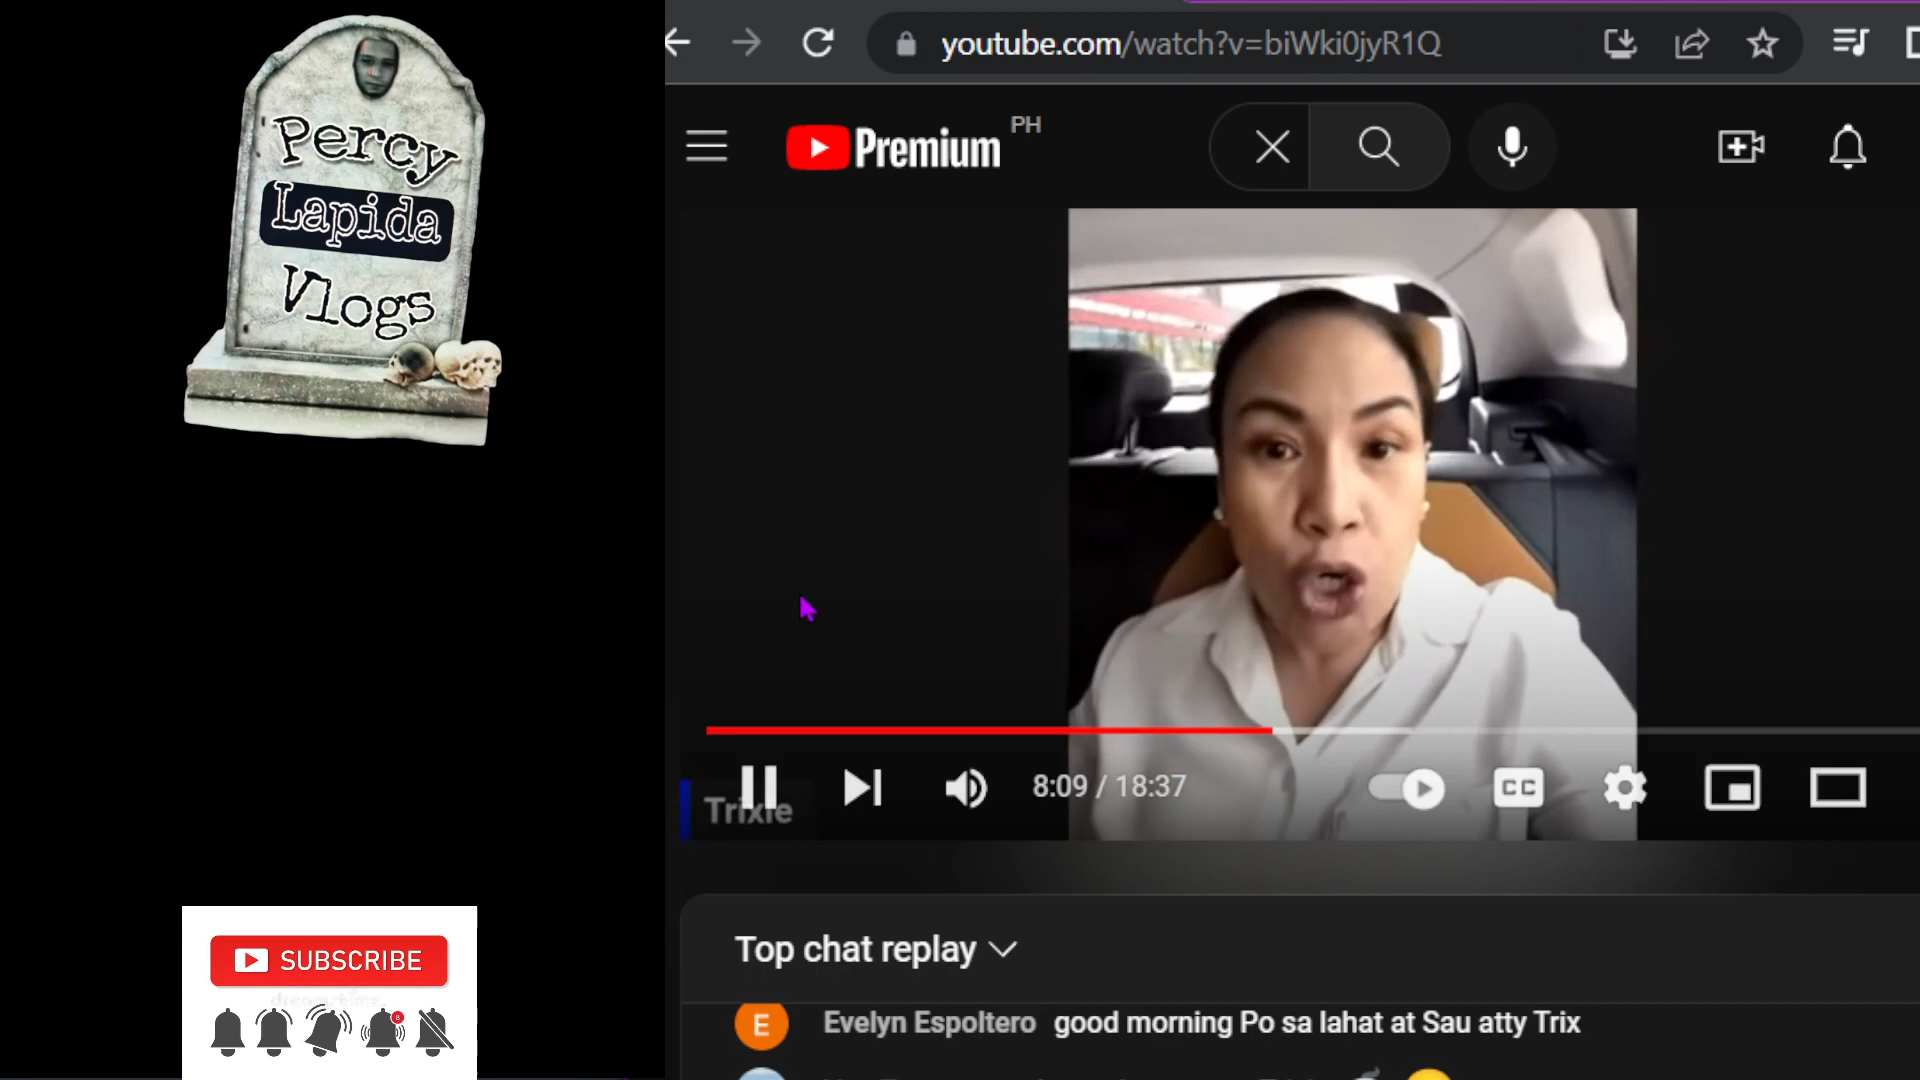 Percy
Lapida
Vlogs
SUBSCRIBE
8
youtube.com/watch?v=biWki0jyR1Q
Premium
PH
8:09 / 18:37
CC
Trixie
Top chat replay
E
Evelyn Espoltero good morning Po sa lahat at Sau atty Trix